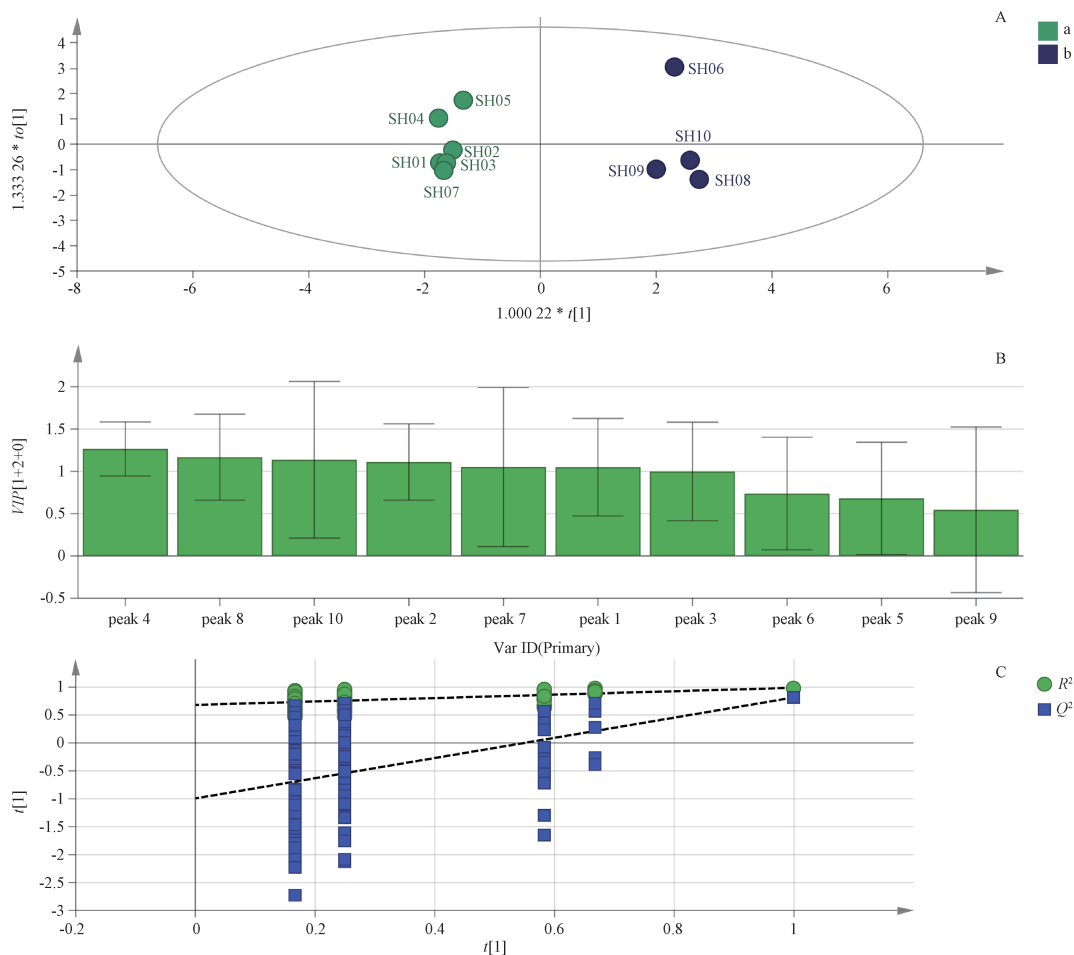 A
a
b
4
3
2
1
0
-1
-2
-3
-4
-5
1.333 26 * to[1]
SH06
SH05
SH04
SH10
SH02
SH01
SH03
SH09
SH08
SH07
-8
-6
-4
-2
0
2
4
6
1.000 22 * t[1]
B
2
1.5
1
0.5
0
-0.5
VIP[1+2+0]
peak 4
peak 8
peak 10
peak 2
peak 7
peak 1
peak 3
peak 6
peak 5
peak 9
Var ID(Primary)
C
R²
Q²
1
0.5
0
-0.5
-1
-1.5
-2
-2.5
-3
t[1]
-0.2
0
0.2
0.4
0.6
0.8
1
t[1]